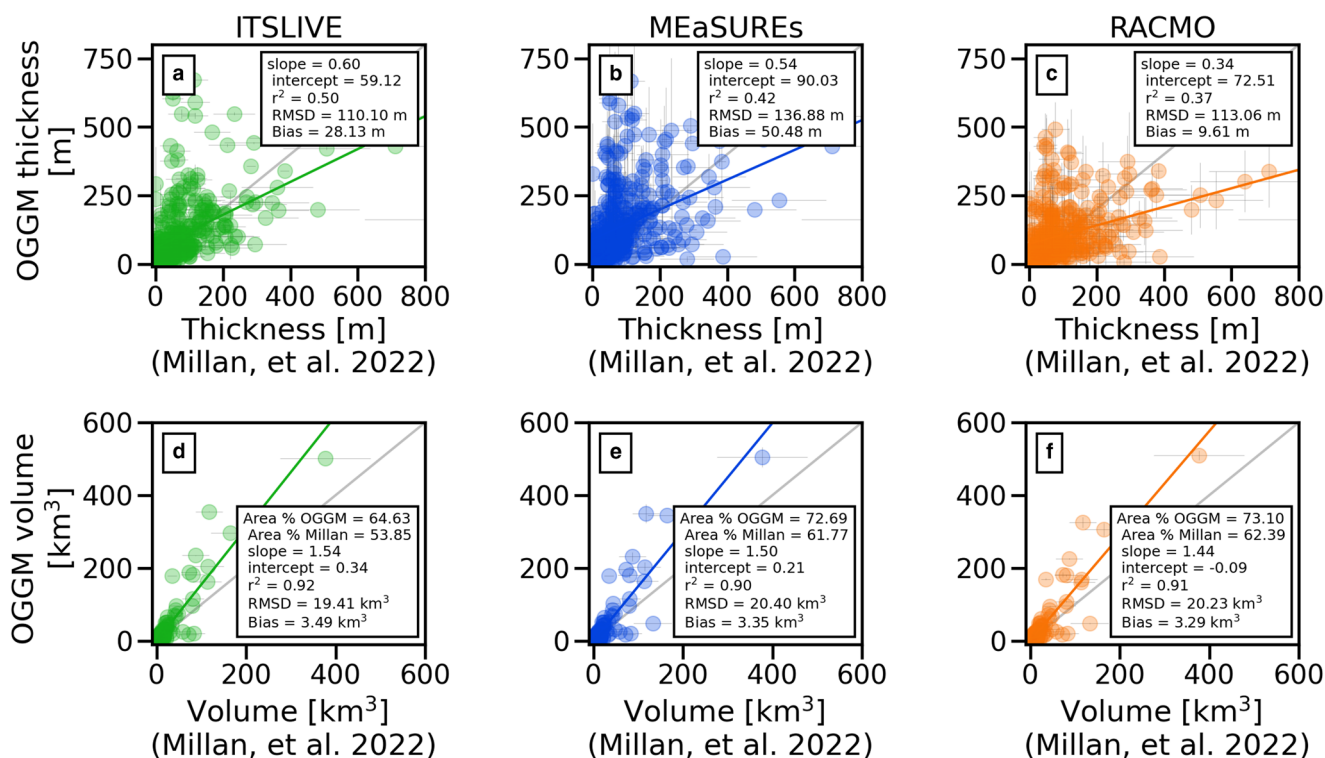 ITSLIVE
MEaSUREs
RACMO
OGGM thickness
[m]
750
500
250
0
a
slope = 0.60
intercept = 59.12
r² = 0.50
RMSD = 110.10 m
Bias = 28.13 m
0 200 400 600 800
Thickness [m]
(Millan, et al. 2022)
750
500
250
0
b
slope = 0.54
intercept = 90.03
r² = 0.42
RMSD = 136.88 m
Bias = 50.48 m
0 200 400 600 800
Thickness [m]
(Millan, et al. 2022)
750
500
250
0
c
slope = 0.34
intercept = 72.51
r² = 0.37
RMSD = 113.06 m
Bias = 9.61 m
0 200 400 600 800
Thickness [m]
(Millan, et al. 2022)
OGGM volume
[km³]
600
400
200
0
d
Area % OGGM = 64.63
Area % Millan = 53.85
slope = 1.54
intercept = 0.34
r² = 0.92
RMSD = 19.41 km³
Bias = 3.49 km³
0 200 400 600
Volume [km³]
(Millan, et al. 2022)
600
400
200
0
e
Area % OGGM = 72.69
Area % Millan = 61.77
slope = 1.50
intercept = 0.21
r² = 0.90
RMSD = 20.40 km³
Bias = 3.35 km³
0 200 400 600
Volume [km³]
(Millan, et al. 2022)
600
400
200
0
f
Area % OGGM = 73.10
Area % Millan = 62.39
slope = 1.44
intercept = -0.09
r² = 0.91
RMSD = 20.23 km³
Bias = 3.29 km³
0 200 400 600
Volume [km³]
(Millan, et al. 2022)